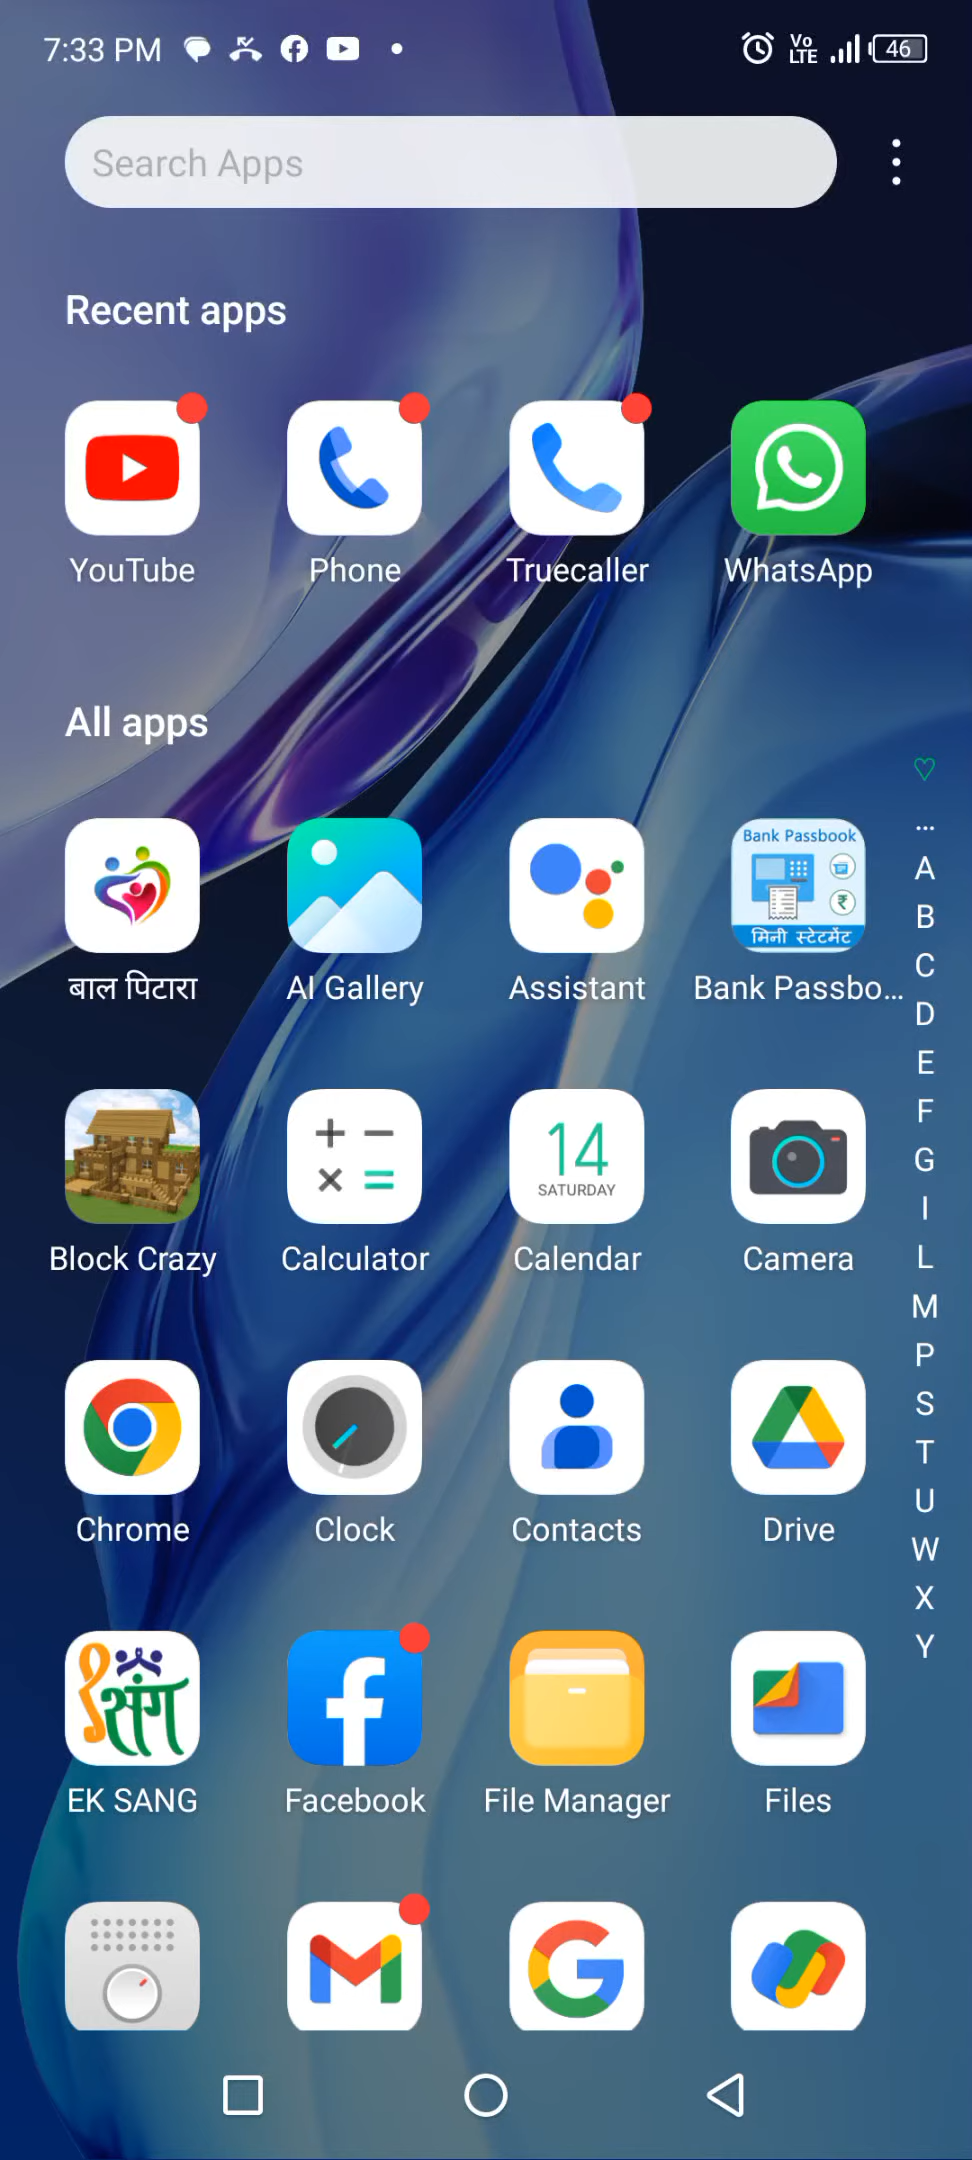 7:33 PM
Vo
LTE
46
Search Apps
Recent apps
YouTube
Phone
Truecaller
WhatsApp
All apps
Bank Passbook
मिनी स्टेटमेंट
बाल पिटारा
AI Gallery
Assistant
Bank Passbo...
14
SATURDAY
Block Crazy
Calculator
Calendar
Camera
Chrome
Clock
Contacts
Drive
संग
EK SANG
Facebook
File Manager
Files
...
A
B
C
D
E
F
G
I
L
M
P
S
T
U
W
X
Y